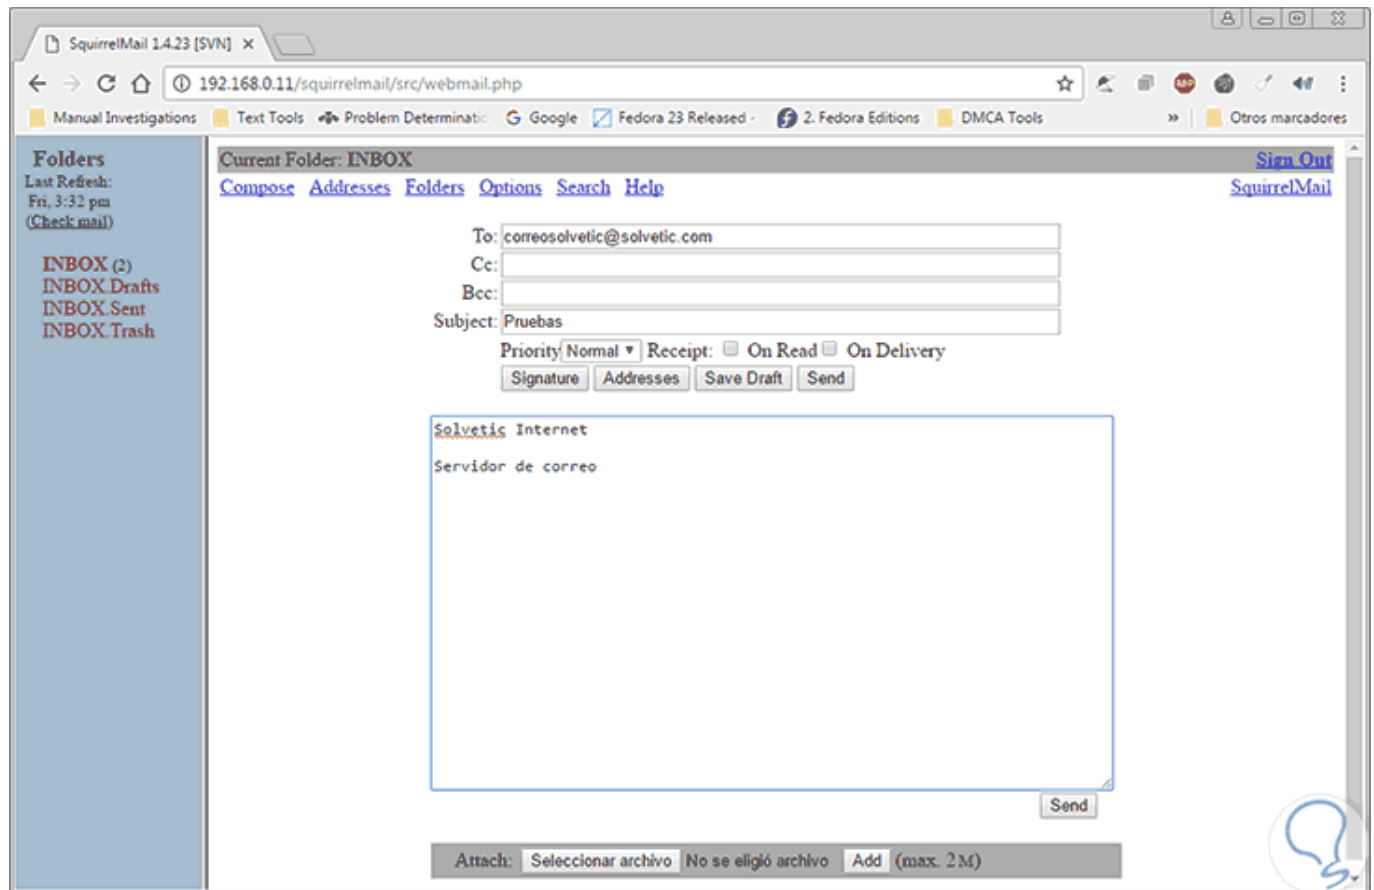 SquirrelMail 1.4.23 [SVN]
192.168.0.11/squirrelmail/src/webmail.php
Manual Investigations Text Tools Problem Determinatic Google Fedora 23 Released - 2. Fedora Editions DMCA Tools » Otros marcadores
Folders
Last Refresh:
Fri, 3:32 pm
(Check mail)
INBOX (2)
INBOX.Drafts
INBOX.Sent
INBOX.Trash
Current Folder: INBOX Sign Out
Compose Addresses Folders Options Search Help SquirrelMail
To: correosolvetic@solvetic.com
Cc:
Bcc:
Subject: Pruebas
Priority Normal Receipt: On Read On Delivery
Signature Addresses Save Draft Send
Solvetic Internet
Servidor de correo
Send
Attach: Seleccionar archivo No se eligió archivo Add (max. 2 M)